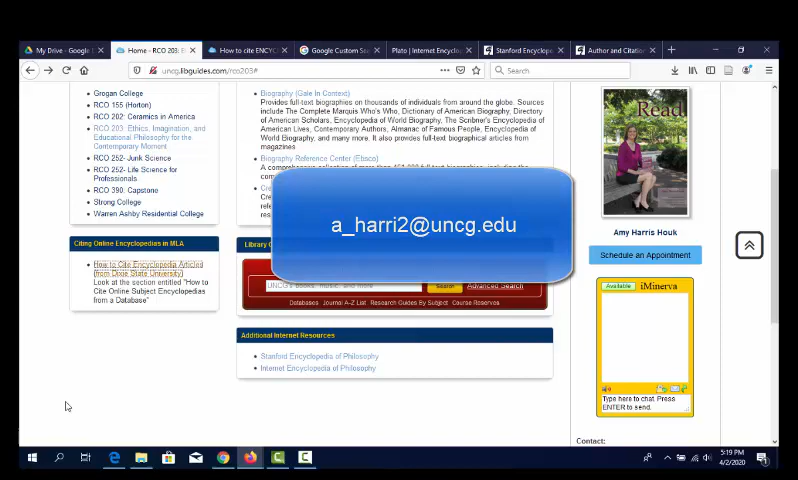 My Drive - Google D
Home - RCO 203: E
How to cite ENCYC
Google Custom Sea
Plato | Internet Encyclop
Stanford Encyclope
Author and Citation
uncg.libguides.com/rco203#
Search
Grogan College
RCO 155 (Horton)
RCO 202: Ceramics in America
RCO 203: Ethics, Imagination, and
Educational Philosophy for the
Contemporary Moment
RCO 252- Junk Science
RCO 252- Life Science for
Professionals
RCO 390: Capstone
Strong College
Warren Ashby Residential College
Citing Online Encyclopedias in MLA
How to Cite Encyclopedia Articles
(from Dixie State University)
Look at the section entitled "How to
Cite Online Subject Encyclopedias
from a Database"
Biography (Gale In Context)
Provides full-text biographies on thousands of individuals from around the globe. Sources
include The Complete Marquis Who's Who, Dictionary of American Biography, Directory
of American Scholars, Encyclopedia of World Biography, The Scribner's Encyclopedia of
American Lives, Contemporary Authors, Almanac of Famous People, Encyclopedia of
World Biography, and many more. It also provides full-text biographical articles from
magazines
Biography Reference Center (Ebsco)
a_harri2@uncg.edu
Library C
UNCG's books, music, and more
Search
Advanced Search
Databases Journal A-Z List Research Guides By Subject Course Reserves
Additional Internet Resources
Stanford Encyclopedia of Philosophy
Internet Encyclopedia of Philosophy
Read
Amy Harris Houk
Schedule an Appointment
Available
iMinerva
Type here to chat. Press
ENTER to send.
Contact:
5:19 PM
4/2/2020